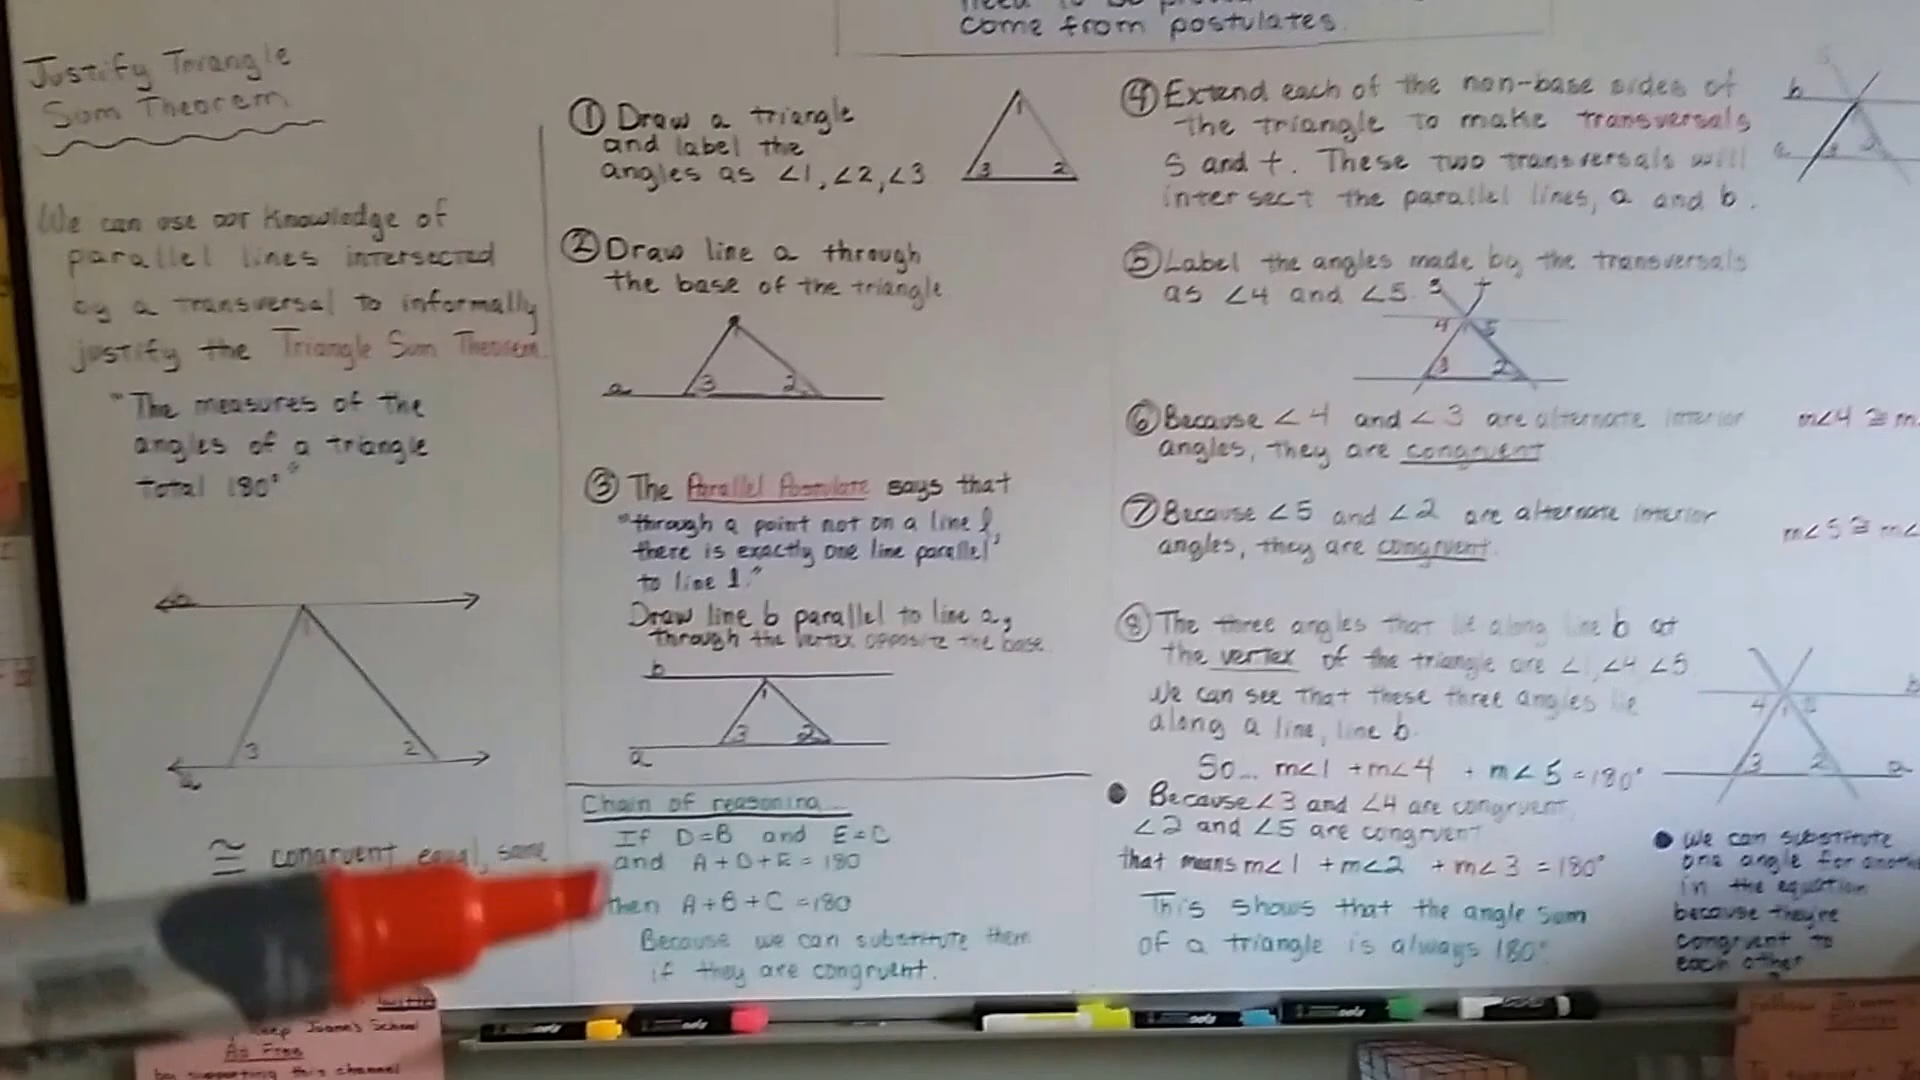 come from postulates.
Justify Triangle
Sum Theorem
We can use our knowledge of
parallel lines intersected
by a transversal to informally
justify the Triangle Sum Theorem.
"The measures of the
angles of a triangle
total 180°"
1
3 2
a
≅ congruent, equal, same
① Draw a triangle
and label the
angles as ∠1, ∠2, ∠3
1
3 2
② Draw line a through
the base of the triangle
a 3 2
③ The Parallel Postulate says that
"through a point not on a line l,
there is exactly one line parallel
to line l."
Draw line b parallel to line a,
through the vertex opposite the base.
b
1
3 2
a
Chain of reasoning...
If D=B and E=C
and A+D+E=180
then A+B+C=180
Because we can substitute them
if they are congruent.
④ Extend each of the non-base sides of
the triangle to make transversals
s and t. These two transversals will
intersect the parallel lines, a and b.
b
a
⑤ Label the angles made by the transversals
as ∠4 and ∠5.
s t
4 5
3 2
⑥ Because ∠4 and ∠3 are alternate interior
angles, they are congruent
m∠4 ≅ m
⑦ Because ∠5 and ∠2 are alternate interior
angles, they are congruent.
m∠5 ≅ m∠
⑧ The three angles that lie along line b at
the vertex of the triangle are ∠1, ∠4, ∠5
We can see that these three angles lie
along a line, line b.
So... m∠1 + m∠4 + m∠5 = 180°
b
4 1 5
3 2 a
● Because ∠3 and ∠4 are congruent,
∠2 and ∠5 are congruent
that means m∠1 + m∠2 + m∠3 = 180°
This shows that the angle sum
of a triangle is always 180°.
● We can substitute
one angle for
in the equation
because they're
congruent to
each other
Joann's School
As Free
by supporting this channel